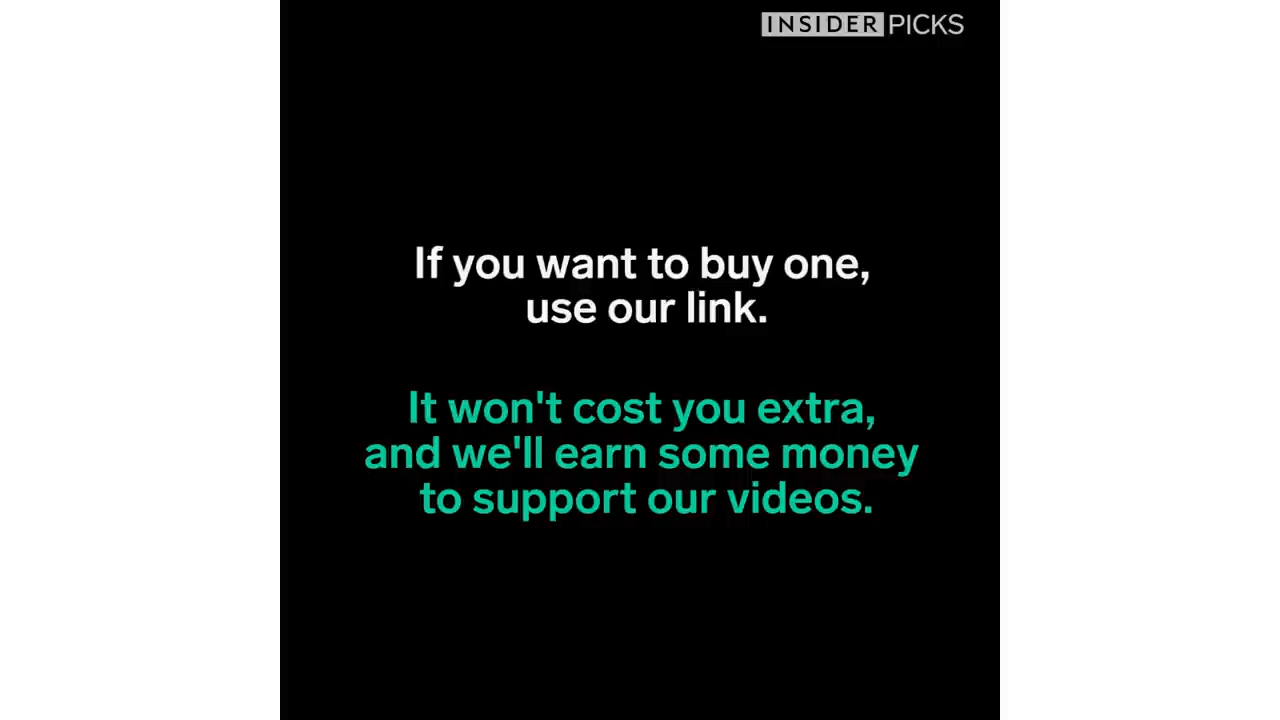 INSIDER PICKS
If you want to buy one,
use our link.
It won't cost you extra,
and we'll earn some money
to support our videos.